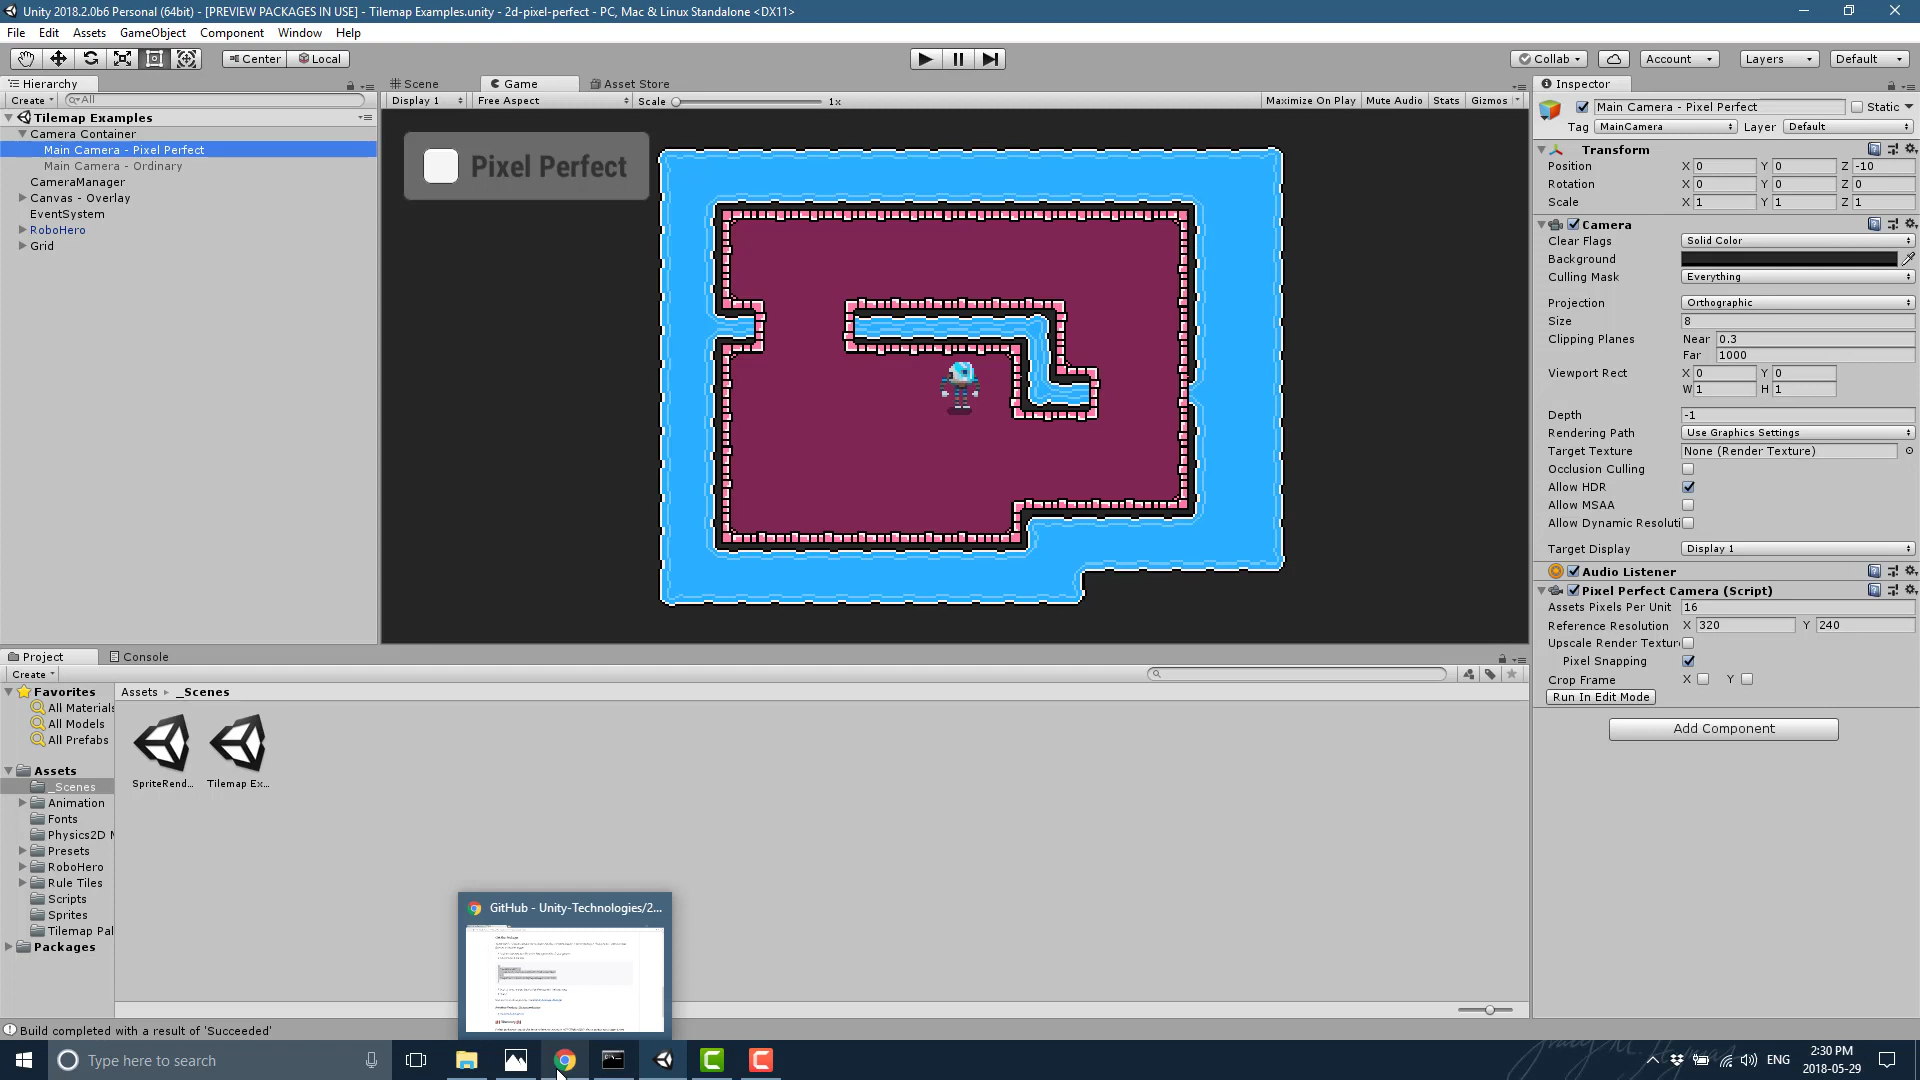 Unity 2018.2.0b6 Personal (64bit) - [PREVIEW PACKAGES IN USE] - Tilemap Examples.unity - 2d-pixel-perfect - PC, Mac & Linux Standalone <DX11>
File Edit Assets GameObject Component Window Help
Center Local Collab Account Layers Default
Hierarchy
Create All
Tilemap Examples
Camera Container
Main Camera - Pixel Perfect
Main Camera - Ordinary
CameraManager
Canvas - Overlay
EventSystem
RoboHero
Grid
Scene Game Asset Store
Display 1 Free Aspect Scale 1x Maximize On Play Mute Audio Stats Gizmos
Pixel Perfect
Inspector
Main Camera - Pixel Perfect Static
Tag MainCamera Layer Default
Transform
Position X 0 Y 0 Z -10
Rotation X 0 Y 0 Z 0
Scale X 1 Y 1 Z 1
Camera
Clear Flags Solid Color
Background
Culling Mask Everything
Projection Orthographic
Size 8
Clipping Planes Near 0.3
Far 1000
Viewport Rect X 0 Y 0
W 1 H 1
Depth -1
Rendering Path Use Graphics Settings
Target Texture None (Render Texture)
Occlusion Culling
Allow HDR
Allow MSAA
Allow Dynamic Resoluti
Target Display Display 1
Audio Listener
Pixel Perfect Camera (Script)
Assets Pixels Per Unit 16
Reference Resolution X 320 Y 240
Upscale Render Textur
Pixel Snapping
Crop Frame X Y
Run In Edit Mode
Add Component
Project Console
Create
Favorites
All Materials
All Models
All Prefabs
Assets
_Scenes
Animation
Fonts
Physics2D M
Presets
RoboHero
Rule Tiles
Scripts
Sprites
Tilemap Pal
Packages
Assets _Scenes
SpriteRend... Tilemap Ex...
GitHub - Unity-Technologies/2...
Build completed with a result of 'Succeeded'
Type here to search
ENG
2:30 PM
2018-05-29